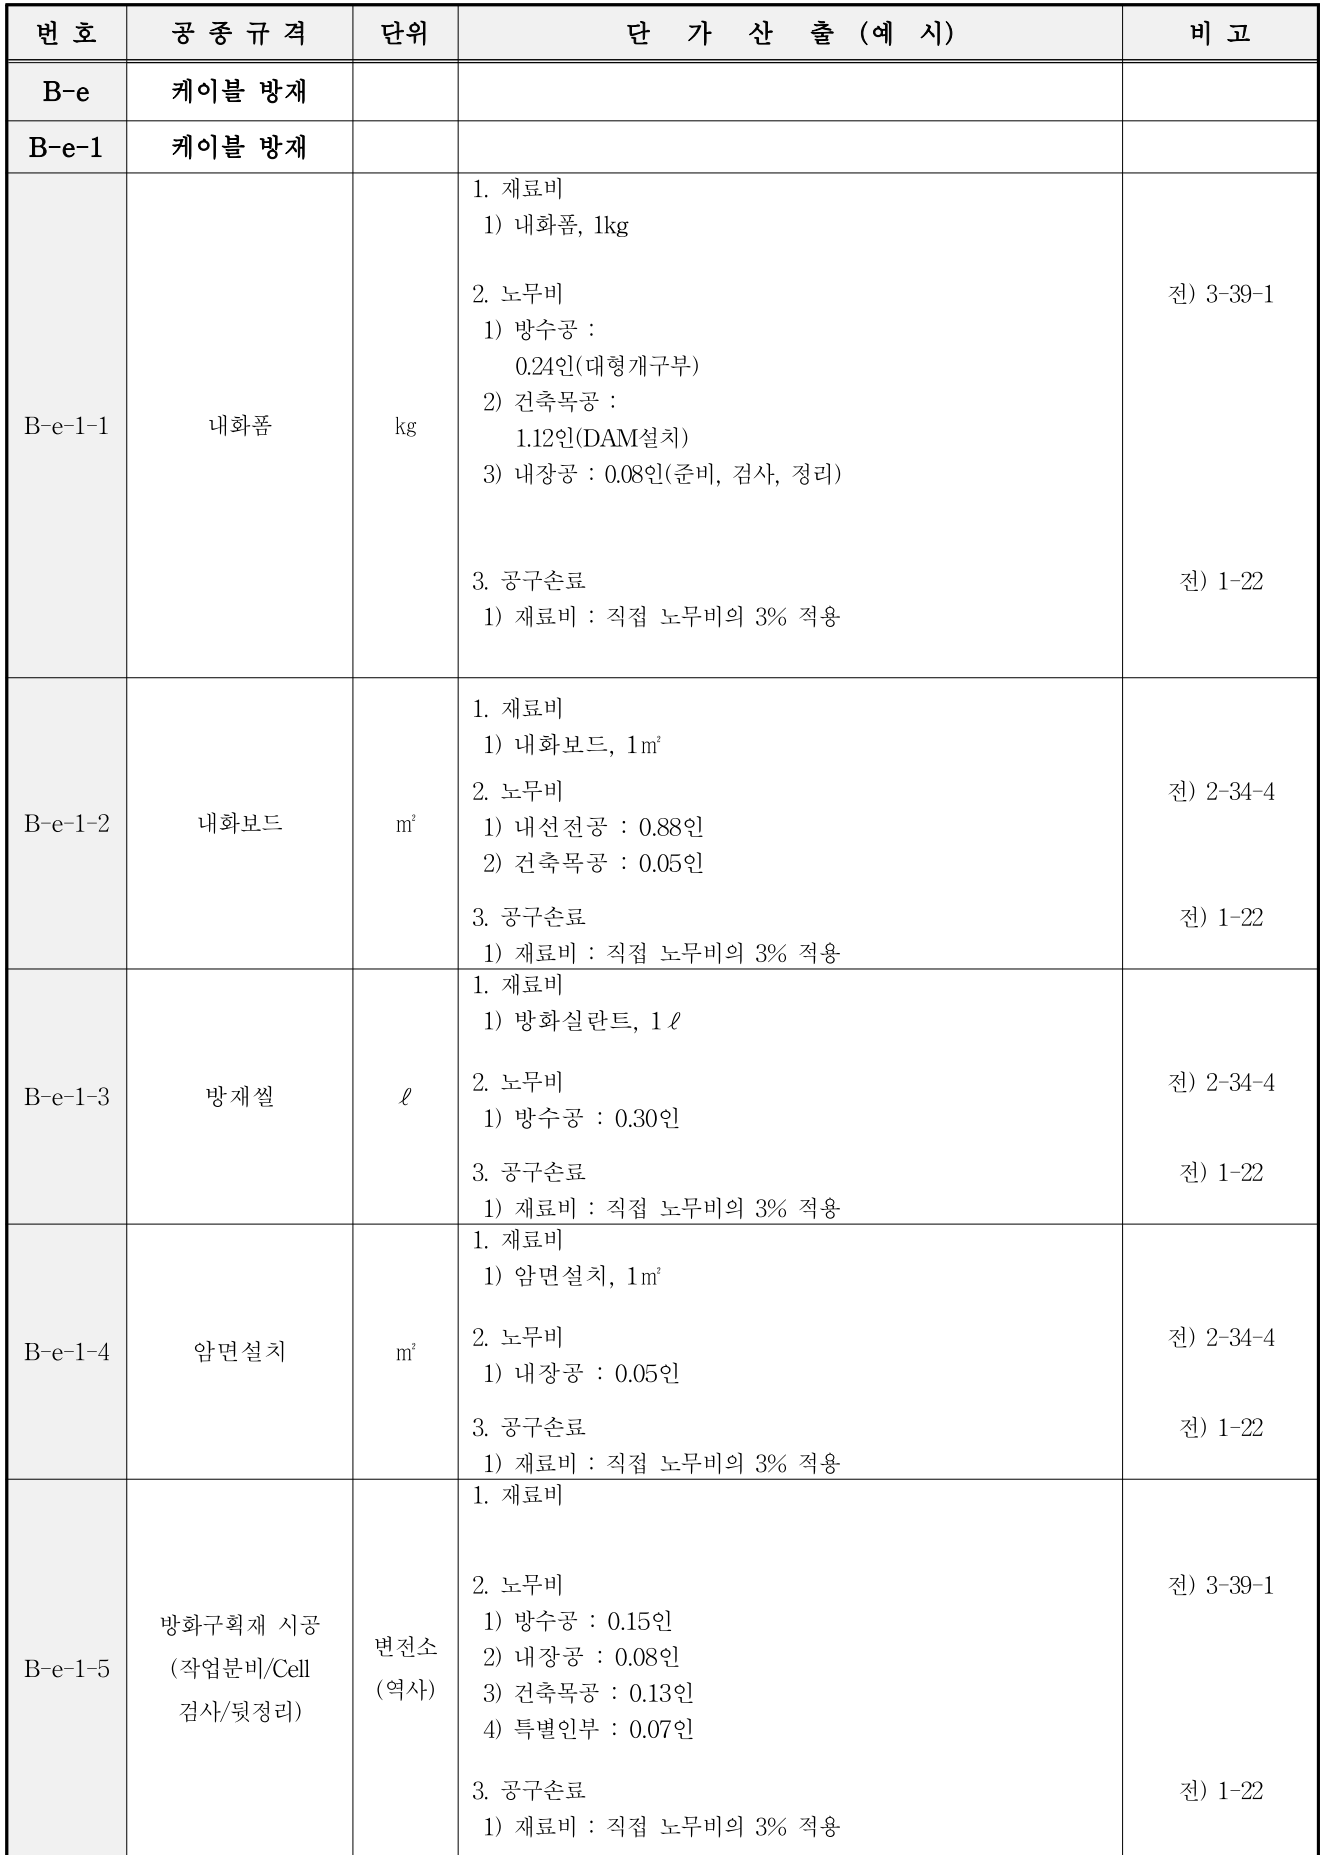 번 호 공 종 규 격 단위 단 가 산 출 (예 시) 비 고
B-e 케이블 방재
B-e-1 케이블 방재
B-e-1-1 내화폼 kg
1. 재료비
1) 내화폼, 1kg
2. 노무비 전) 3-39-1
1) 방수공 :
0.24인(대형개구부)
2) 건축목공 :
1.12인(DAM설치)
3) 내장공 : 0.08인(준비, 검사, 정리)
3. 공구손료 전) 1-22
1) 재료비 : 직접 노무비의 3% 적용
B-e-1-2 내화보드 ㎡
1. 재료비
1) 내화보드, 1㎡
2. 노무비 전) 2-34-4
1) 내선전공 : 0.88인
2) 건축목공 : 0.05인
3. 공구손료 전) 1-22
1) 재료비 : 직접 노무비의 3% 적용
B-e-1-3 방재씰 ℓ
1. 재료비
1) 방화실란트, 1ℓ
2. 노무비 전) 2-34-4
1) 방수공 : 0.30인
3. 공구손료 전) 1-22
1) 재료비 : 직접 노무비의 3% 적용
B-e-1-4 암면설치 ㎡
1. 재료비
1) 암면설치, 1㎡
2. 노무비 전) 2-34-4
1) 내장공 : 0.05인
3. 공구손료 전) 1-22
1) 재료비 : 직접 노무비의 3% 적용
B-e-1-5
방화구획재 시공
(작업분비/Cell
검사/뒷정리)
변전소
(역사)
1. 재료비
2. 노무비 전) 3-39-1
1) 방수공 : 0.15인
2) 내장공 : 0.08인
3) 건축목공 : 0.13인
4) 특별인부 : 0.07인
3. 공구손료 전) 1-22
1) 재료비 : 직접 노무비의 3% 적용